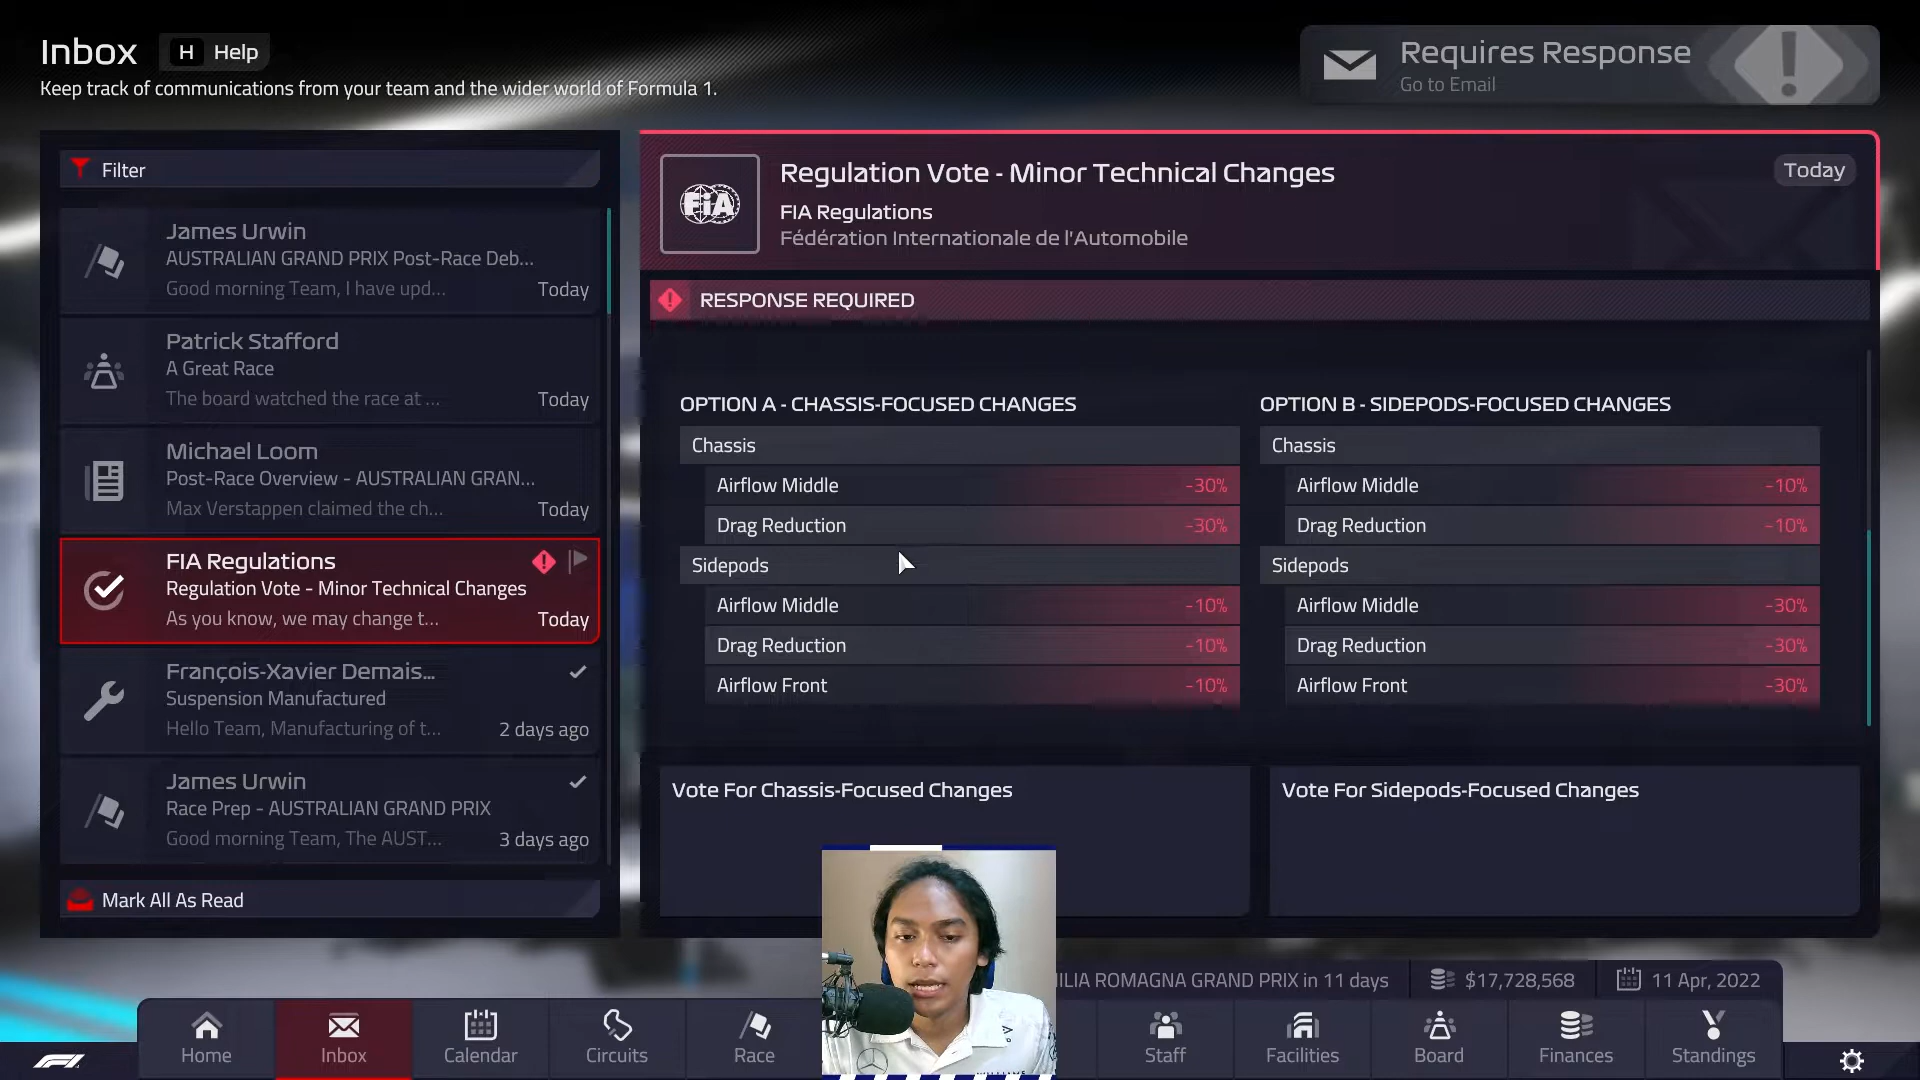 Inbox
H Help
Keep track of communications from your team and the wider world of Formula 1.
Requires Response
Go to Email
Filter
James Urwin
AUSTRALIAN GRAND PRIX Post-Race Deb...
Good morning Team, I have upd...
Today
Patrick Stafford
A Great Race
The board watched the race at ...
Today
Michael Loom
Post-Race Overview - AUSTRALIAN GRAN...
Max Verstappen claimed the ch...
Today
FIA Regulations
Regulation Vote - Minor Technical Changes
As you know, we may change t...
Today
François-Xavier Demais...
Suspension Manufactured
Hello Team, Manufacturing of t...
2 days ago
James Urwin
Race Prep - AUSTRALIAN GRAND PRIX
Good morning Team, The AUST...
3 days ago
Mark All As Read
FIA
Regulation Vote - Minor Technical Changes
Today
FIA Regulations
Fédération Internationale de l'Automobile
RESPONSE REQUIRED
OPTION A - CHASSIS-FOCUSED CHANGES
Chassis
Airflow Middle -30%
Drag Reduction -30%
Sidepods
Airflow Middle -10%
Drag Reduction -10%
Airflow Front -10%
OPTION B - SIDEPODS-FOCUSED CHANGES
Chassis
Airflow Middle -10%
Drag Reduction -10%
Sidepods
Airflow Middle -30%
Drag Reduction -30%
Airflow Front -30%
Vote For Chassis-Focused Changes
Vote For Sidepods-Focused Changes
ILIA ROMAGNA GRAND PRIX in 11 days
$17,728,568
11 Apr, 2022
Home
Inbox
Calendar
Circuits
Race
Staff
Facilities
Board
Finances
Standings